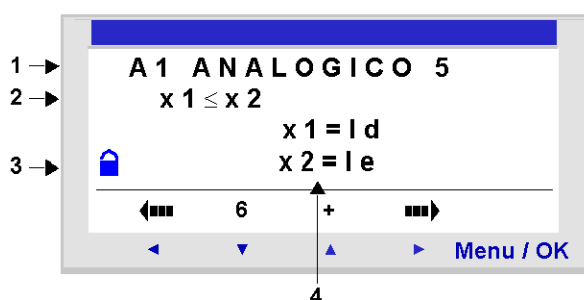 1 A1 ANALOGICO 5
2 x1 ≤ x2
x1 = Id
3 x2 = Ie
6 +
Menu / OK
4